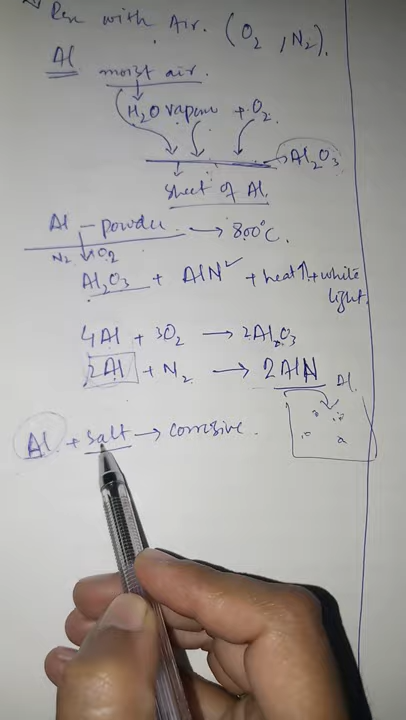 Rxn with Air. (O2, N2).
Al
moist air.
H2O vapour + O2.
Al2O3
Sheet of Al.
Al - powder → 800°C.
N2 O2
Al2O3 + AlN ✓ + heat↑ + white
light.
4Al + 3O2 → 2Al2O3
2Al + N2 → 2AlN
Al.
Al + salt → corrosive.